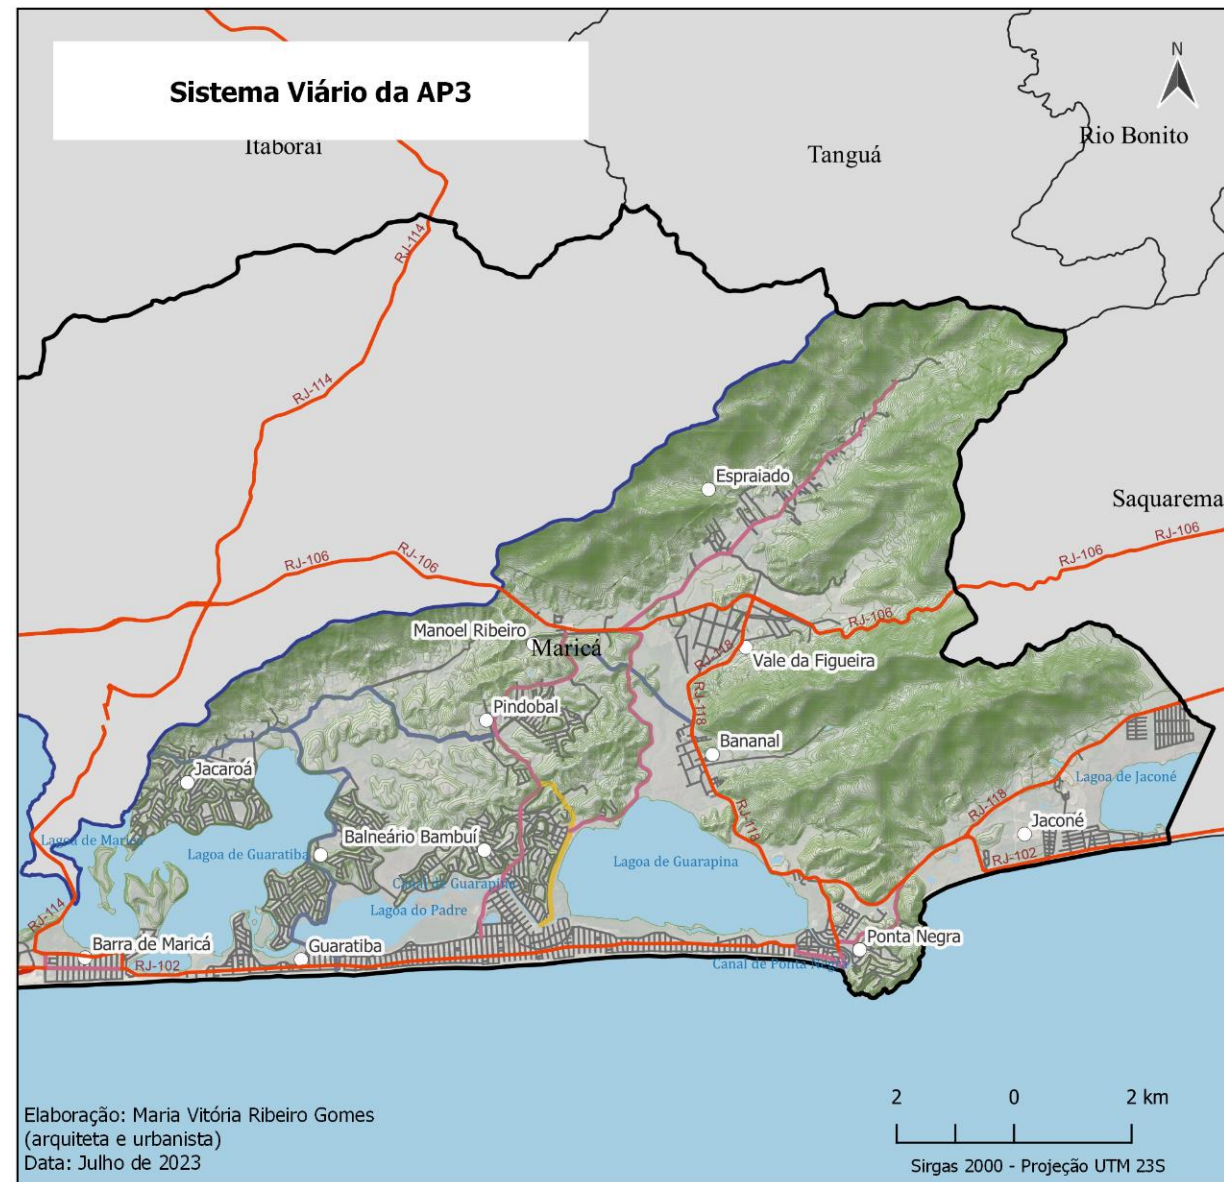 Sistema Viário da AP3
N
Itaboraí
Tanguá
Rio Bonito
RJ-114
RJ-114
Espraiado
Saquarema
RJ-106
RJ-106
RJ-106
RJ-106
RJ-106
Manoel Ribeiro
Maricá
RJ-118
Vale da Figueira
RJ-118
Pindobal
Bananal
Jacaroá
Lagoa de Jaconé
RJ-118
RJ-118
Jaconé
Balneário Bambuí
Lagoa de Guaratiba
Lagoa de Guarapina
RJ-102
Canal de Guarapina
Lagoa do Padre
RJ-114
Barra de Maricá
Guaratiba
Ponta Negra
RJ-102
Canal de Ponta Negra
Elaboração: Maria Vitória Ribeiro Gomes
(arquiteta e urbanista)
Data: Julho de 2023
2 0 2 km
Sirgas 2000 - Projeção UTM 23S